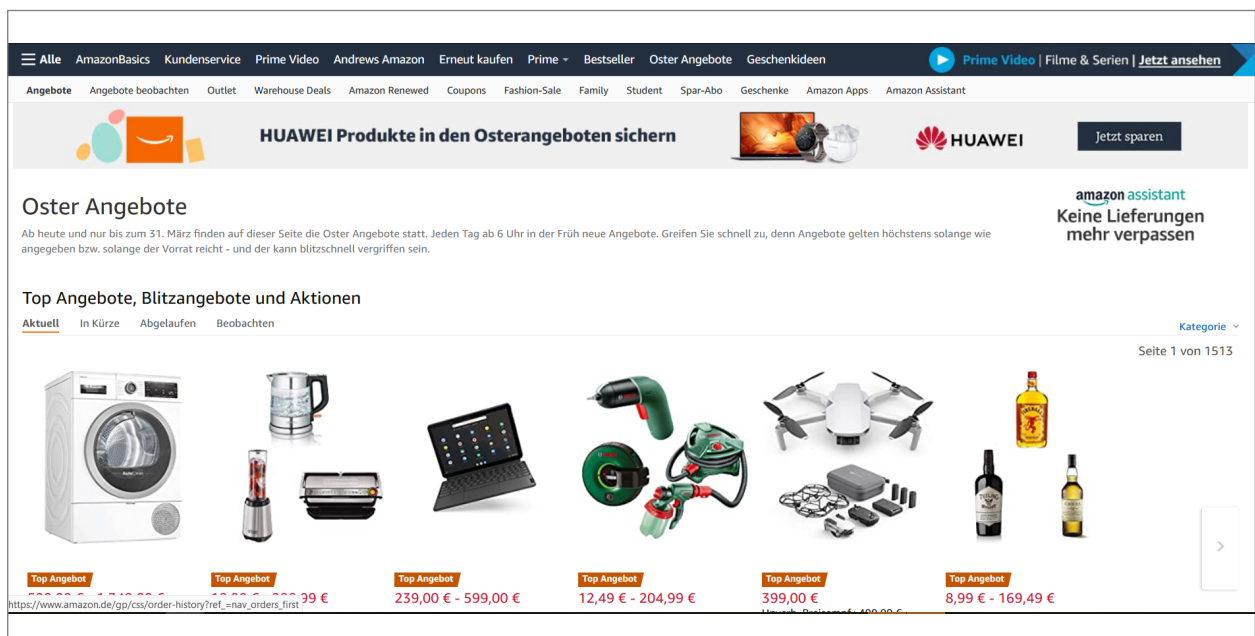 Alle AmazonBasics Kundenservice Prime Video Andrews Amazon Erneut kaufen Prime Bestseller Oster Angebote Geschenkideen Prime Video | Filme & Serien | Jetzt ansehen
Angebote Angebote beobachten Outlet Warehouse Deals Amazon Renewed Coupons Fashion-Sale Family Student Spar-Abo Geschenke Amazon Apps Amazon Assistant
HUAWEI Produkte in den Osterangeboten sichern HUAWEI Jetzt sparen
Oster Angebote
Ab heute und nur bis zum 31. März finden auf dieser Seite die Oster Angebote statt. Jeden Tag ab 6 Uhr in der Früh neue Angebote. Greifen Sie schnell zu, denn Angebote gelten höchstens solange wie
angegeben bzw. solange der Vorrat reicht - und der kann blitzschnell vergriffen sein.
amazon assistant
Keine Lieferungen
mehr verpassen
Top Angebote, Blitzangebote und Aktionen
Aktuell In Kürze Abgelaufen Beobachten Kategorie
Seite 1 von 1513
FIREBALL
TEELING
Top Angebot Top Angebot Top Angebot Top Angebot Top Angebot Top Angebot
99 € 239,00 € - 599,00 € 12,49 € - 204,99 € 399,00 € 8,99 € - 169,49 €
https://www.amazon.de/gp/css/order-history?ref_=nav_orders_first